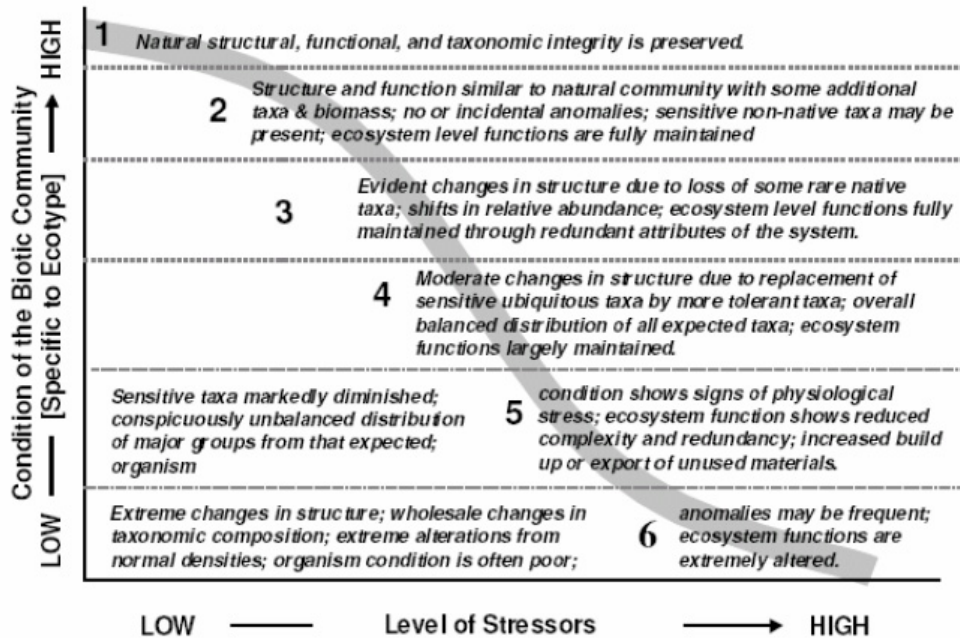 1 Natural structural, functional, and taxonomic integrity is preserved.
2 Structure and function similar to natural community with some additional
taxa & biomass; no or incidental anomalies; sensitive non-native taxa may be
present; ecosystem level functions are fully maintained
3 Evident changes in structure due to loss of some rare native
taxa; shifts in relative abundance; ecosystem level functions fully
maintained through redundant attributes of the system.
4 Moderate changes in structure due to replacement of
sensitive ubiquitous taxa by more tolerant taxa; overall
balanced distribution of all expected taxa; ecosystem
functions largely maintained.
Sensitive taxa markedly diminished;
conspicuously unbalanced distribution
of major groups from that expected;
organism
5 condition shows signs of physiological
stress; ecosystem function shows reduced
complexity and redundancy; increased build
up or export of unused materials.
Extreme changes in structure; wholesale changes in
taxonomic composition; extreme alterations from
normal densities; organism condition is often poor;
6 anomalies may be frequent;
ecosystem functions are
extremely altered.
Condition of the Biotic Community
LOW [Specific to Ecotype] HIGH
LOW Level of Stressors HIGH